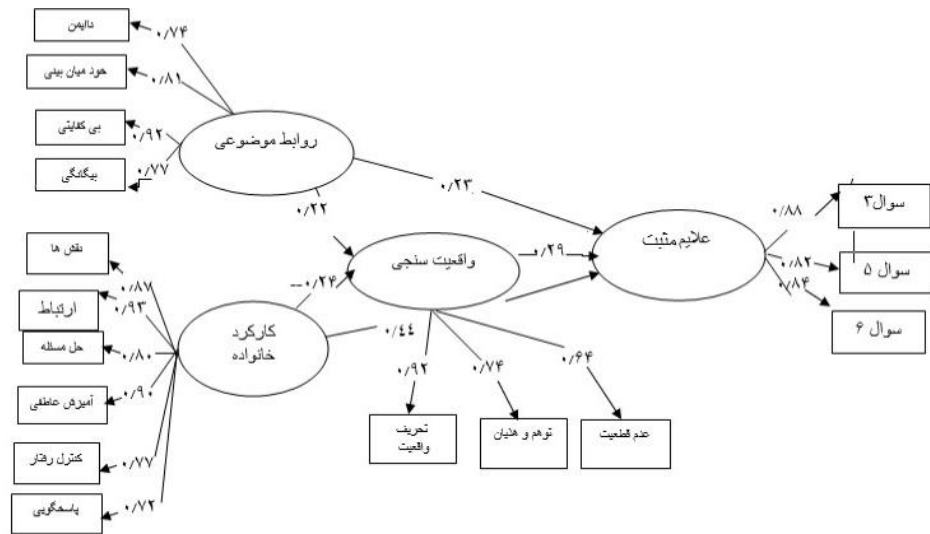 ناایمن
۰/۷۴
خود میان بینی
۰/۸۱
بی کفایتی
۰/۹۲
بیگانگی
۰/۷۷
روابط موضوعی
۰/۲۳
۰/۲۲
نقش ها
۰/۸۷
ارتباط
۰/۹۳
حل مسئله
۰/۸۰
آمیزش عاطفی
۰/۹۰
کنترل رفتار
۰/۷۷
پاسخگویی
۰/۷۲
کارکرد
خانواده
--۰/۲۴
۰/۴۴
واقعیت سنجی
۰/۲۹
۰/۹۲
۰/۷۴
۰/۶۴
تحریف
واقعیت
توهم و هذیان
عدم قطعیت
علایم مثبت
۰/۸۸
سوال۳
۰/۸۲
سوال ۵
۰/۸۴
سوال ۶